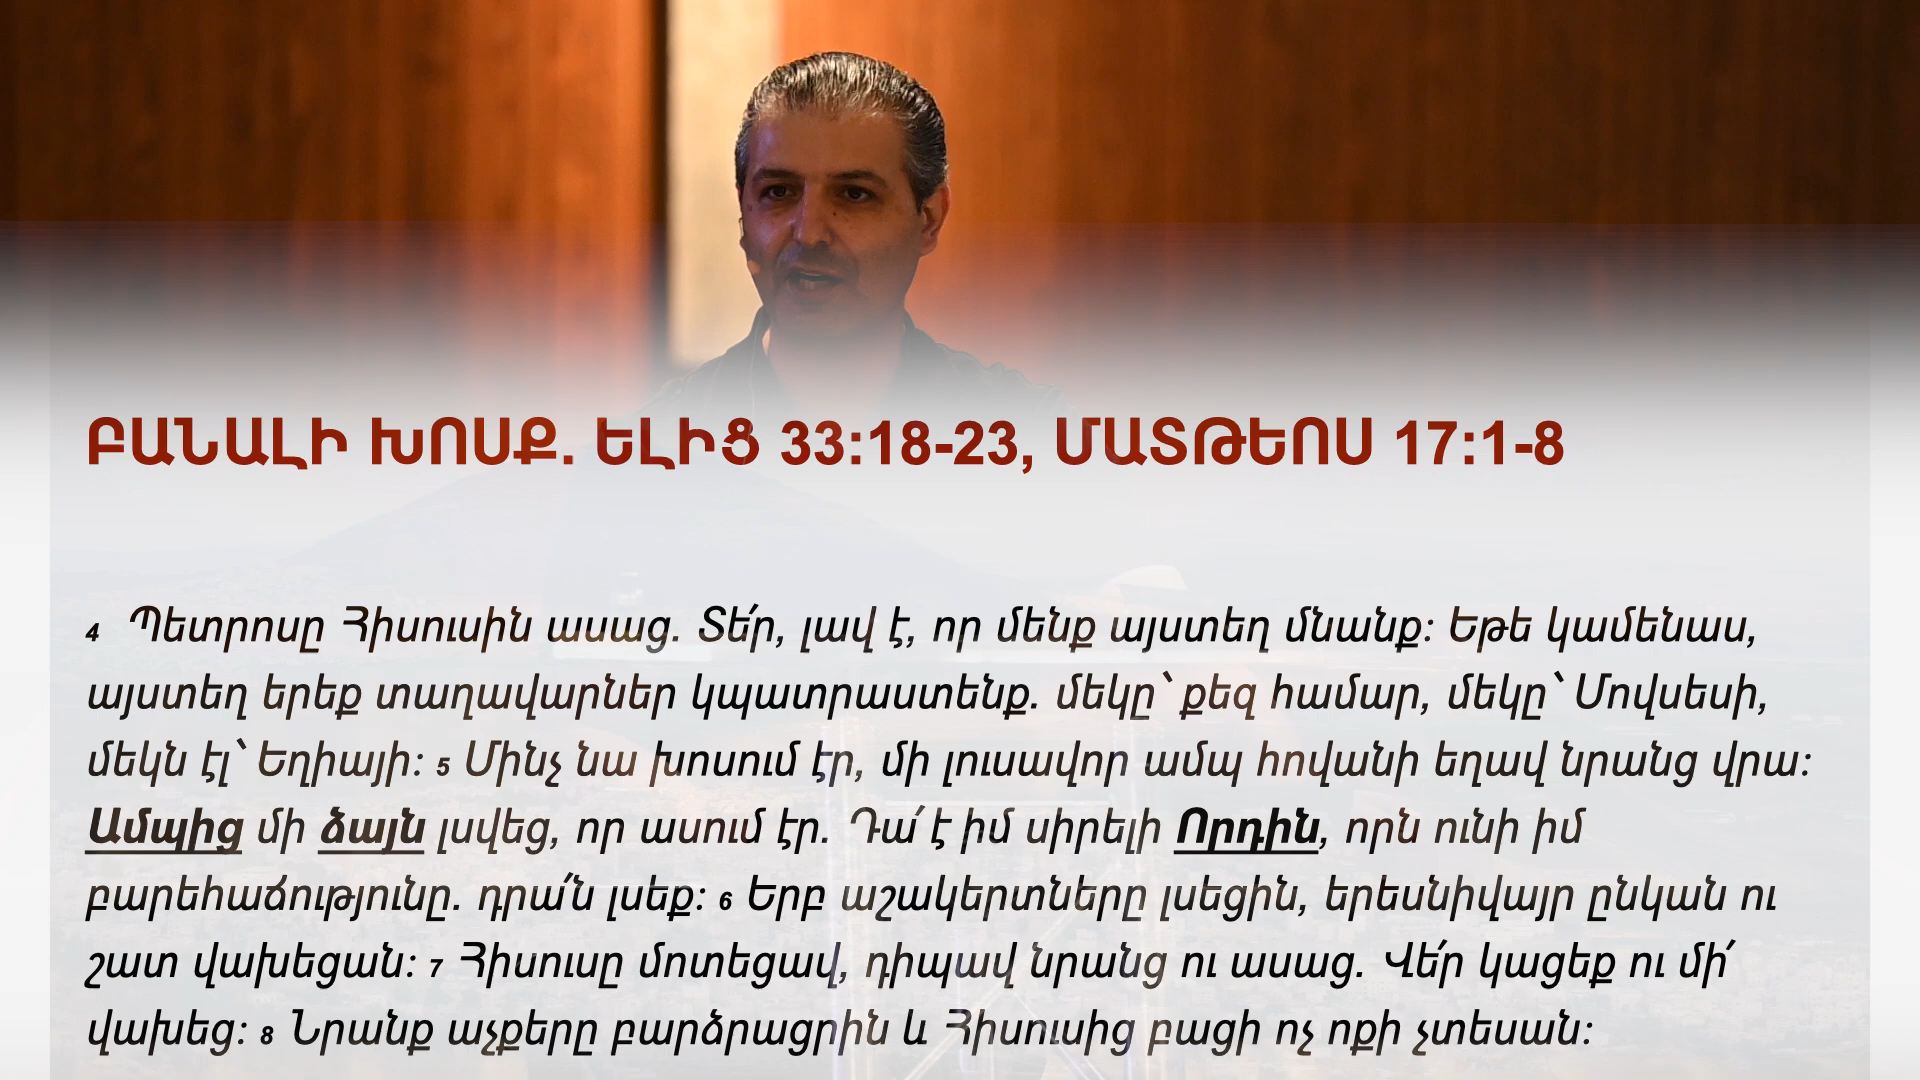 ԲԱՆԱԼԻ ԽՈՍՔ. ԵԼԻՑ 33:18-23, ՄԱՏԹԵՈՍ 17:1-8
4 Պետրոսը Հիսուսին ասաց. Տե՛ր, լավ է, որ մենք այստեղ մնանք։ Եթե կամենաս,
այստեղ երեք տաղավարներ կպատրաստենք. մեկը՝ քեզ համար, մեկը՝ Մովսեսի,
մեկն էլ՝ Եղիայի։ 5 Մինչ նա խոսում էր, մի լուսավոր ամպ հովանի եղավ նրանց վրա։
Ամպից մի ձայն լսվեց, որ ասում էր. Դա՛ է իմ սիրելի Որդին, որն ունի իմ
բարեհաճությունը. դրա՛ն լսեք։ 6 Երբ աշակերտները լսեցին, երեսնիվայր ընկան ու
շատ վախեցան։ 7 Հիսուսը մոտեցավ, դիպավ նրանց ու ասաց. Վե՛ր կացեք ու մի՛
վախեց։ 8 Նրանք աչքերը բարձրացրին և Հիսուսից բացի ոչ ոքի չտեսան։